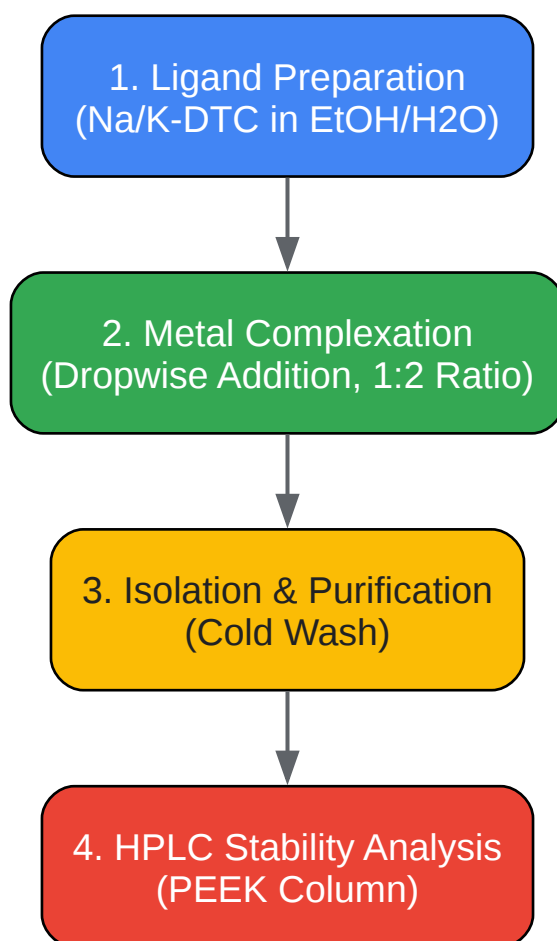 1. Ligand Preparation
(Na/K-DTC in EtOH/H2O)
2. Metal Complexation
(Dropwise Addition, 1:2 Ratio)
3. Isolation & Purification
(Cold Wash)
4. HPLC Stability Analysis
(PEEK Column)